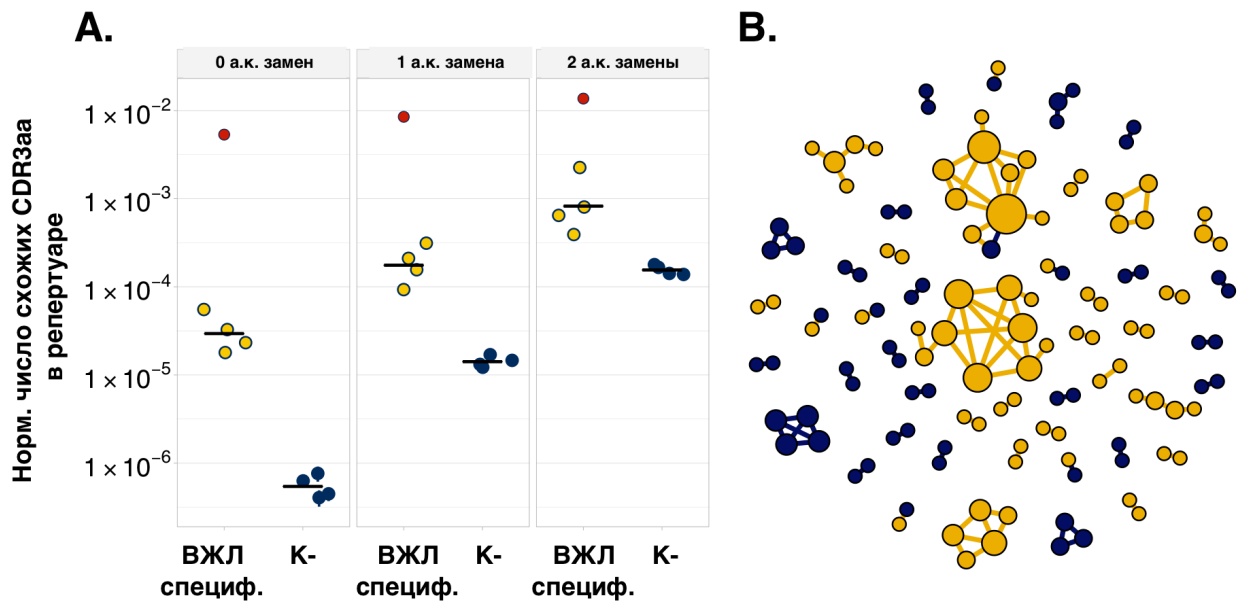 A.
B.
0 а.к. замен
1 а.к. замена
2 а.к. замены
Норм. число схожих CDR3aa
в репертуаре
1 × 10⁻²
1 × 10⁻³
1 × 10⁻⁴
1 × 10⁻⁵
1 × 10⁻⁶
ВЖЛ
специф.
К-
ВЖЛ
специф.
К-
ВЖЛ
специф.
К-